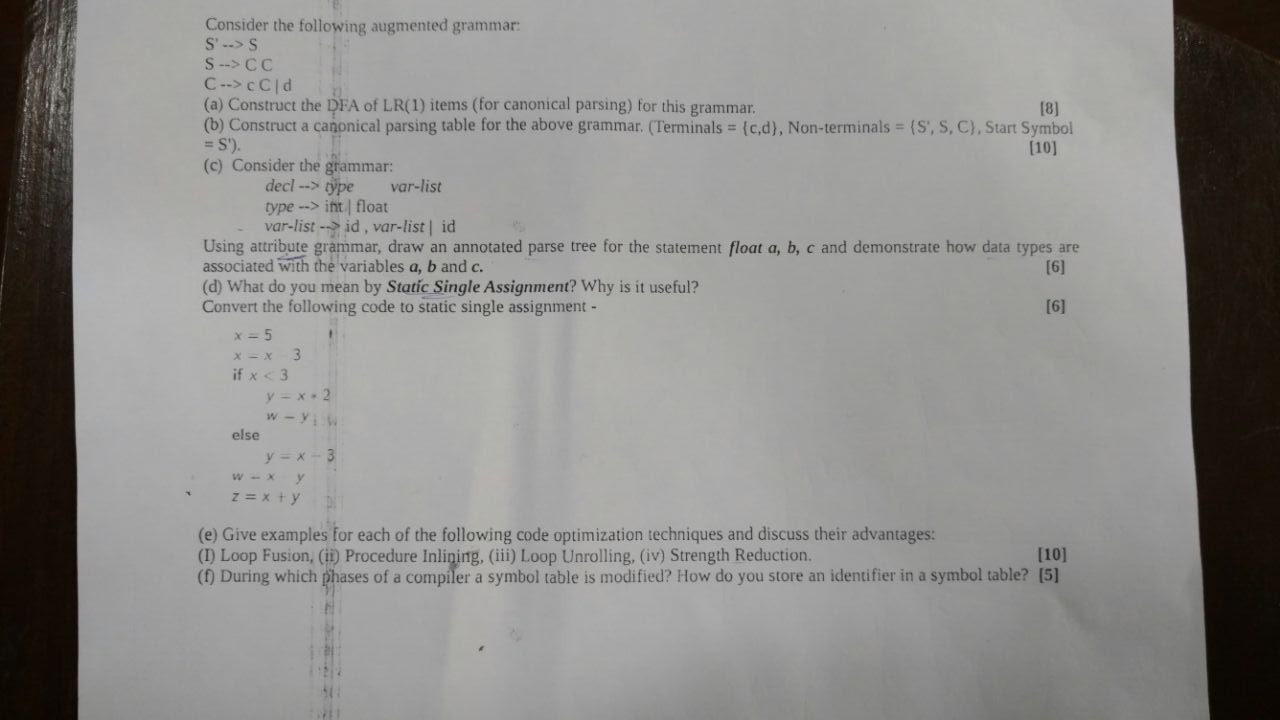 Consider the following augmented grammar:
S' --> S
S --> C C
C --> c C | d
(a) Construct the DFA of LR(1) items (for canonical parsing) for this grammar. [8]
(b) Construct a canonical parsing table for the above grammar. (Terminals = {c,d}, Non-terminals = {S', S, C}, Start Symbol
= S'). [10]
(c) Consider the grammar:
decl --> type var-list
type --> int | float
var-list --> id , var-list | id
Using attribute grammar, draw an annotated parse tree for the statement float a, b, c and demonstrate how data types are
associated with the variables a, b and c. [6]
(d) What do you mean by Static Single Assignment? Why is it useful?
Convert the following code to static single assignment - [6]
x = 5
x = x 3
if x < 3
y = x * 2
w = y
else
y = x - 3
w = x y
z = x + y
(e) Give examples for each of the following code optimization techniques and discuss their advantages:
(I) Loop Fusion, (ii) Procedure Inlining, (iii) Loop Unrolling, (iv) Strength Reduction. [10]
(f) During which phases of a compiler a symbol table is modified? How do you store an identifier in a symbol table? [5]